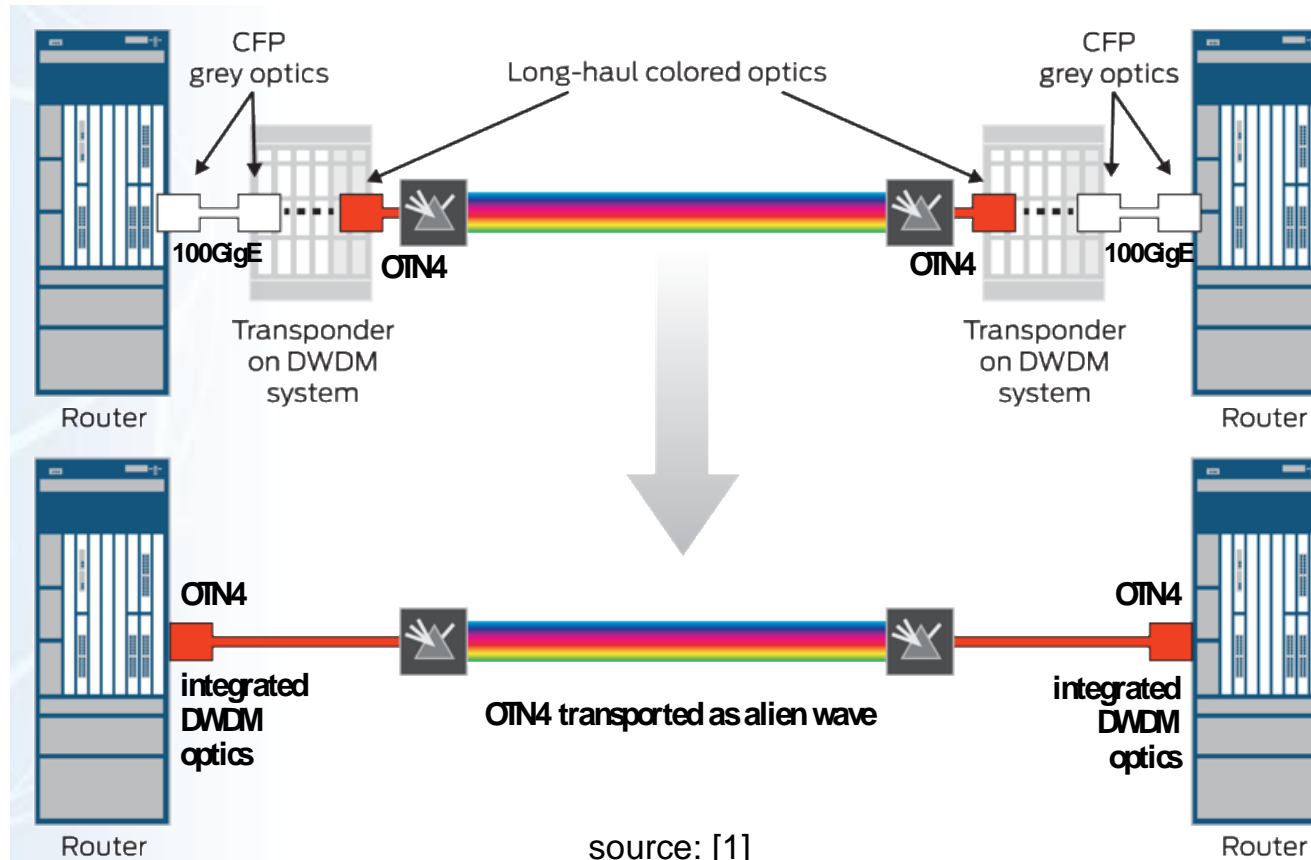 CFP
grey optics
Long-haul colored optics
CFP
grey optics
100GigE
OTN4
OTN4
100GigE
Transponder
on DWDM
system
Transponder
on DWDM
system
Router
Router
OTN4
OTN4
integrated
DWDM
optics
OTN4 transported as alien wave
integrated
DWDM
optics
Router
source: [1]
Router